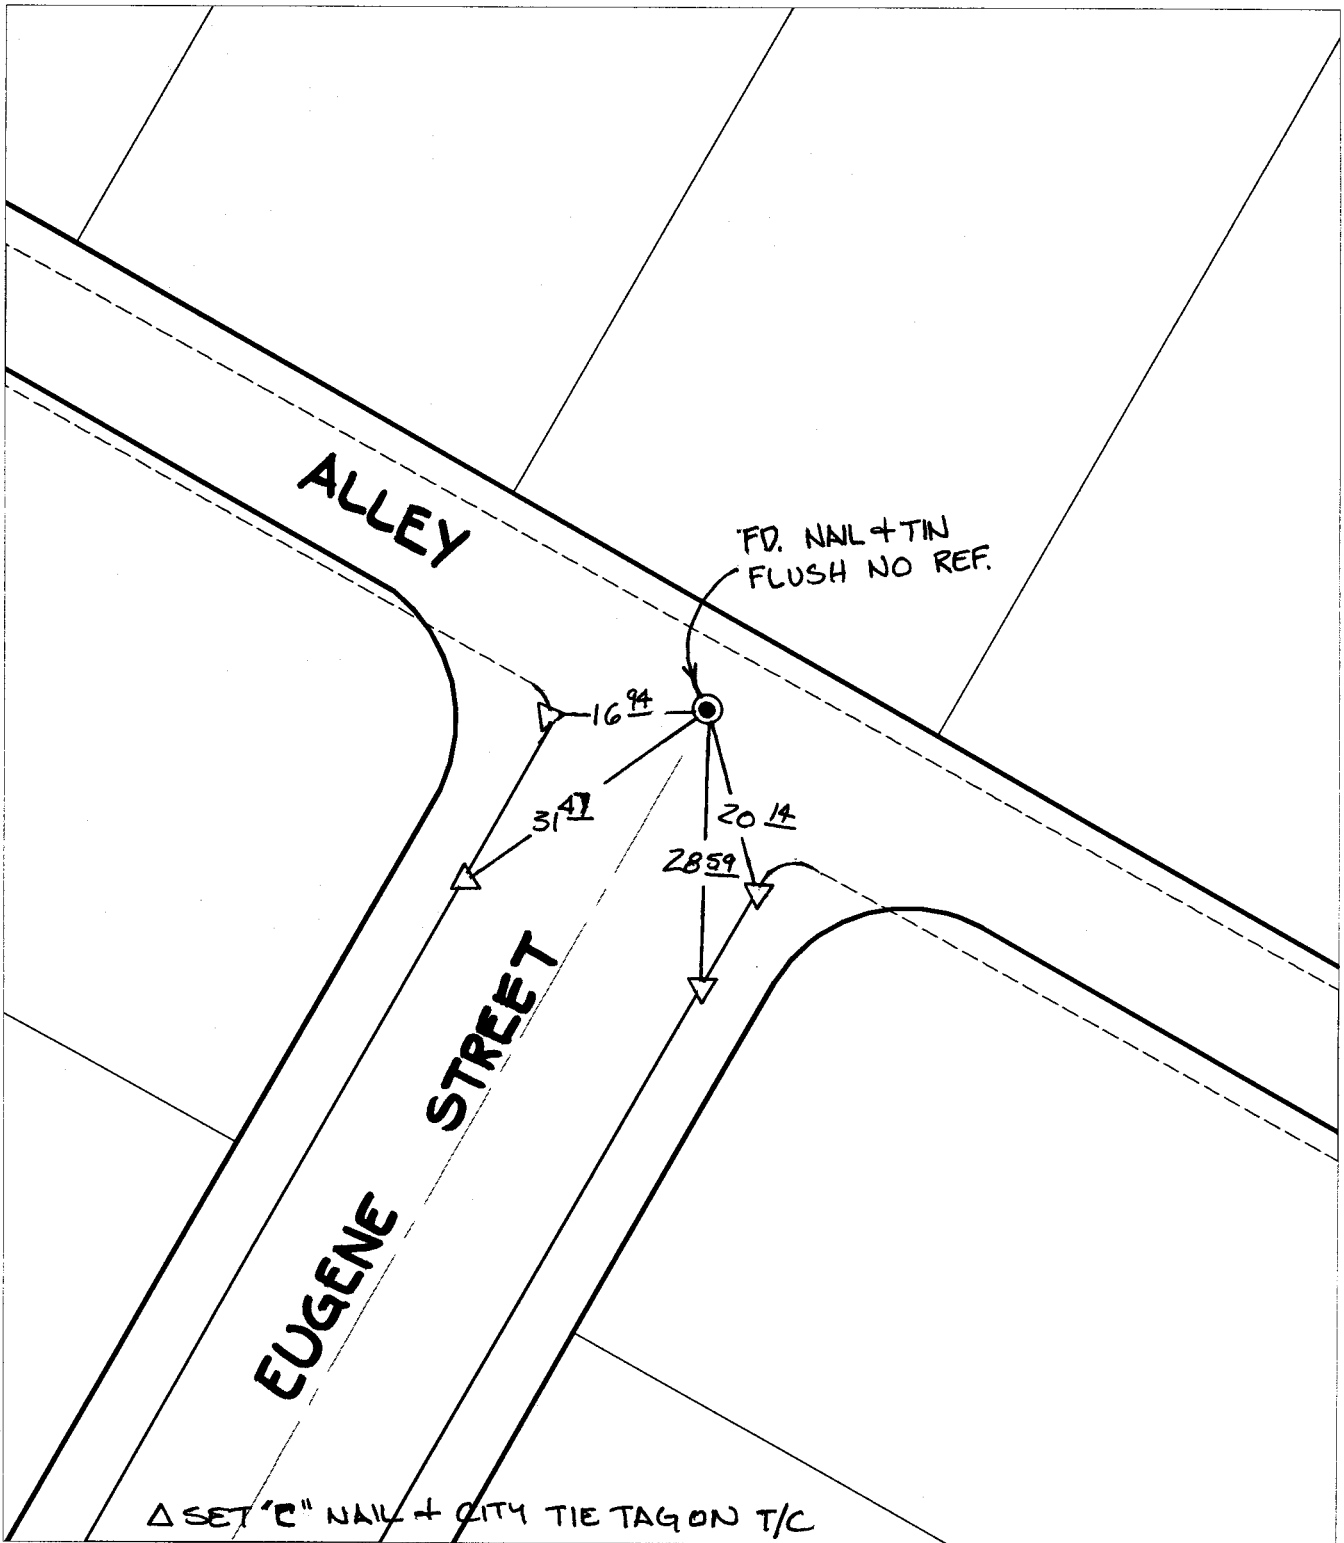 ALLEY
FD. NAIL & TIN
FLUSH NO REF.
16 94
31 47
20 14
28 59
EUGENE STREET
△ SET "C" NAIL & CITY TIE TAG ON T/C